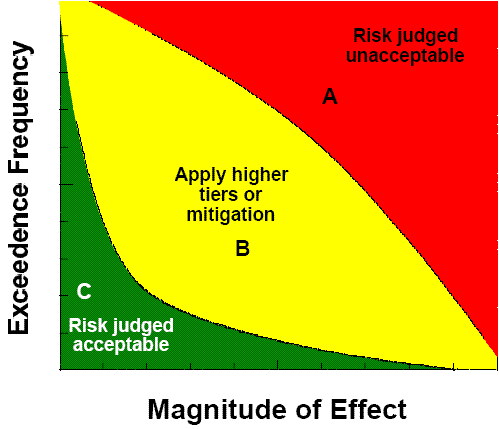 Risk judged
unacceptable
A
Exceedence Frequency
Apply higher
tiers or
mitigation
B
C
Risk judged
acceptable
Magnitude of Effect